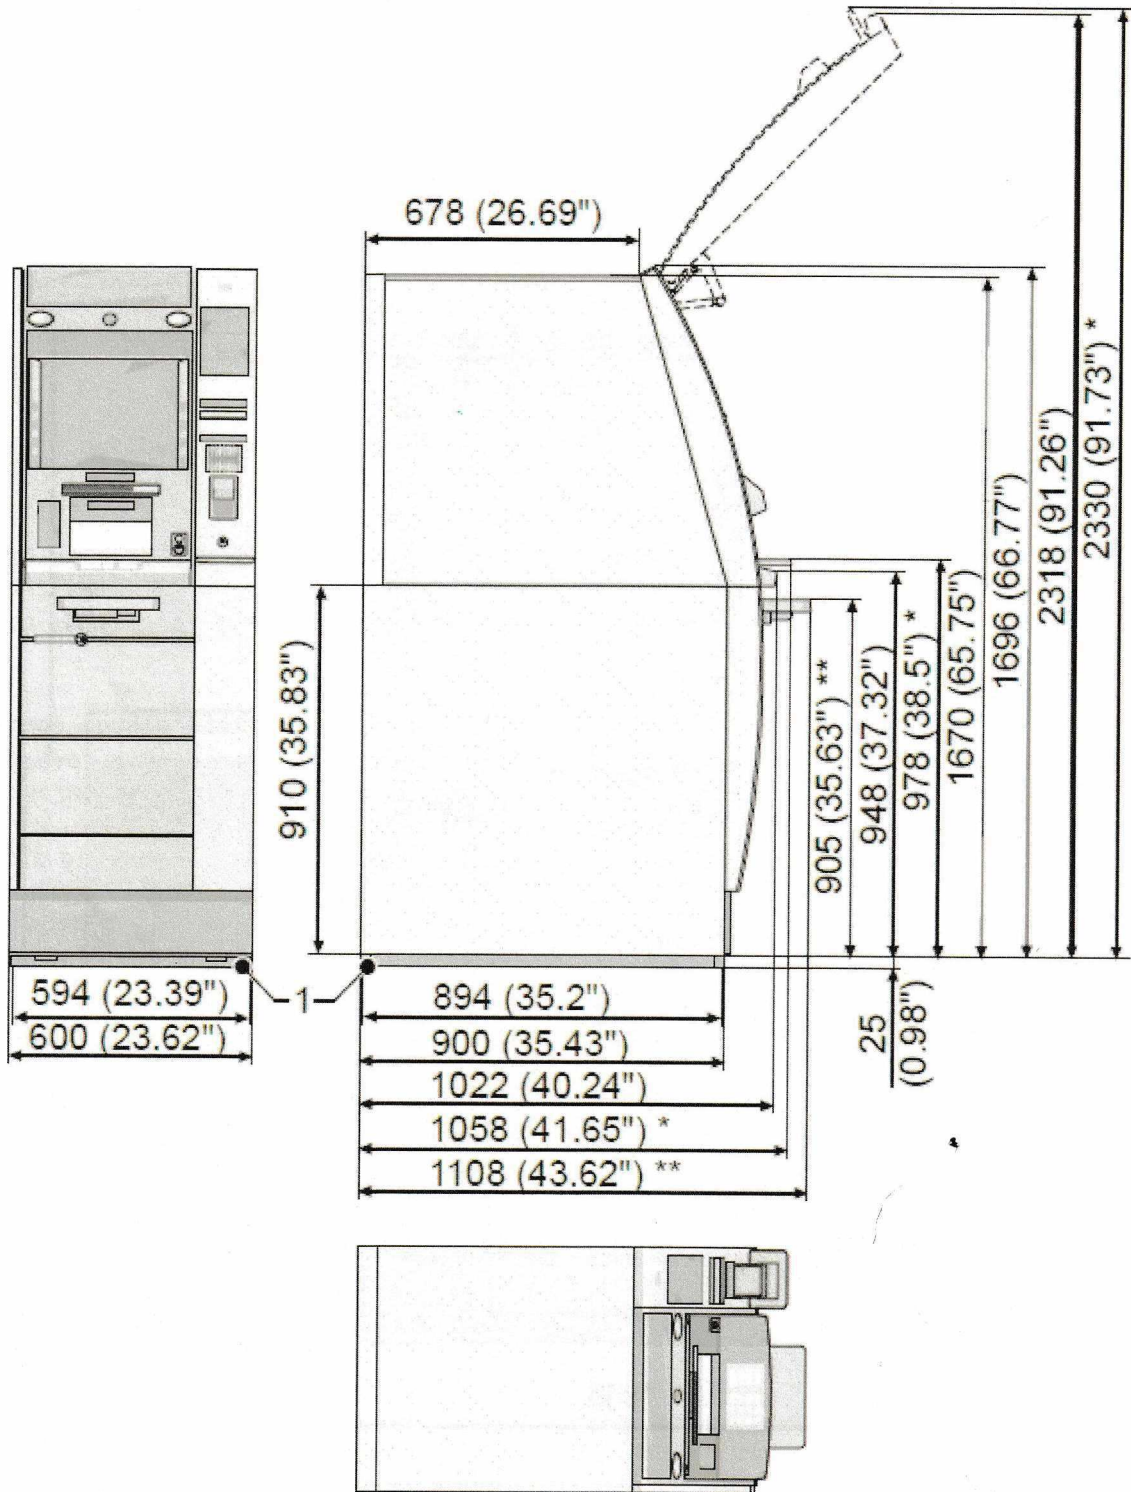 678 (26.69")
910 (35.83")
905 (35.63") **
948 (37.32")
978 (38.5") *
1670 (65.75")
1696 (66.77")
2318 (91.26")
2330 (91.73") *
594 (23.39")
600 (23.62")
1
894 (35.2")
900 (35.43")
1022 (40.24")
1058 (41.65") *
1108 (43.62") **
25
(0.98")